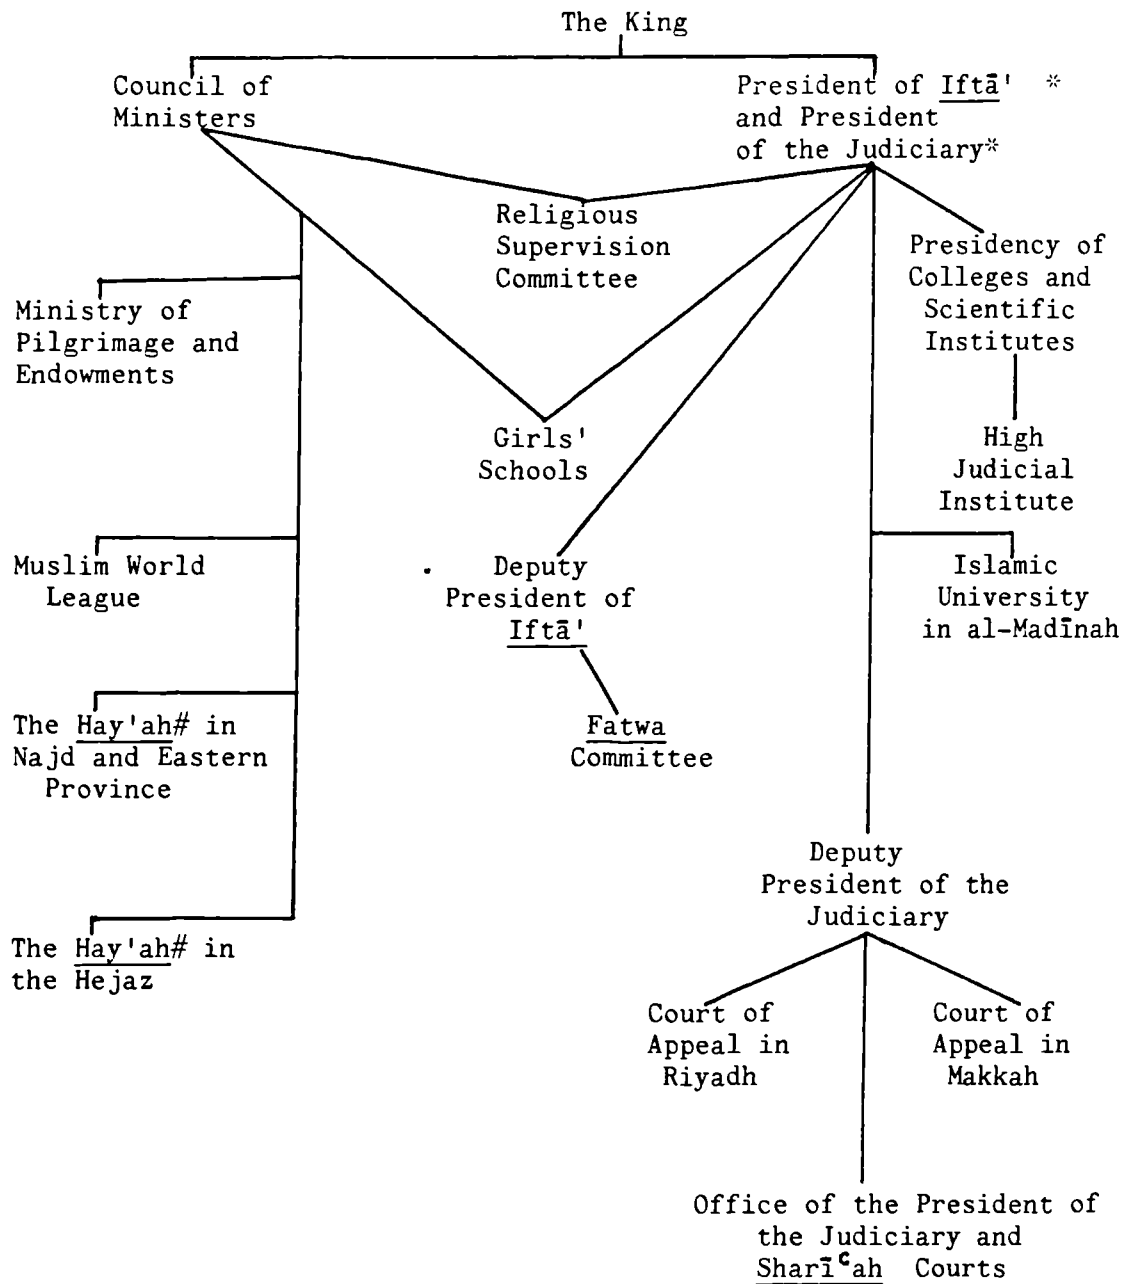 The King
Council of
Ministers
President of Iftā' *
and President
of the Judiciary*
Religious
Supervision
Committee
Presidency of
Colleges and
Scientific
Institutes
Ministry of
Pilgrimage and
Endowments
Girls'
Schools
High
Judicial
Institute
Muslim World
League
Deputy
President of
Iftā'
Islamic
University
in al-Madīnah
The Hay'ah# in
Najd and Eastern
Province
Fatwa
Committee
Deputy
President of the
Judiciary
The Hay'ah# in
the Hejaz
Court of
Appeal in
Riyadh
Court of
Appeal in
Makkah
Office of the President of
the Judiciary and
Sharīᶜah Courts